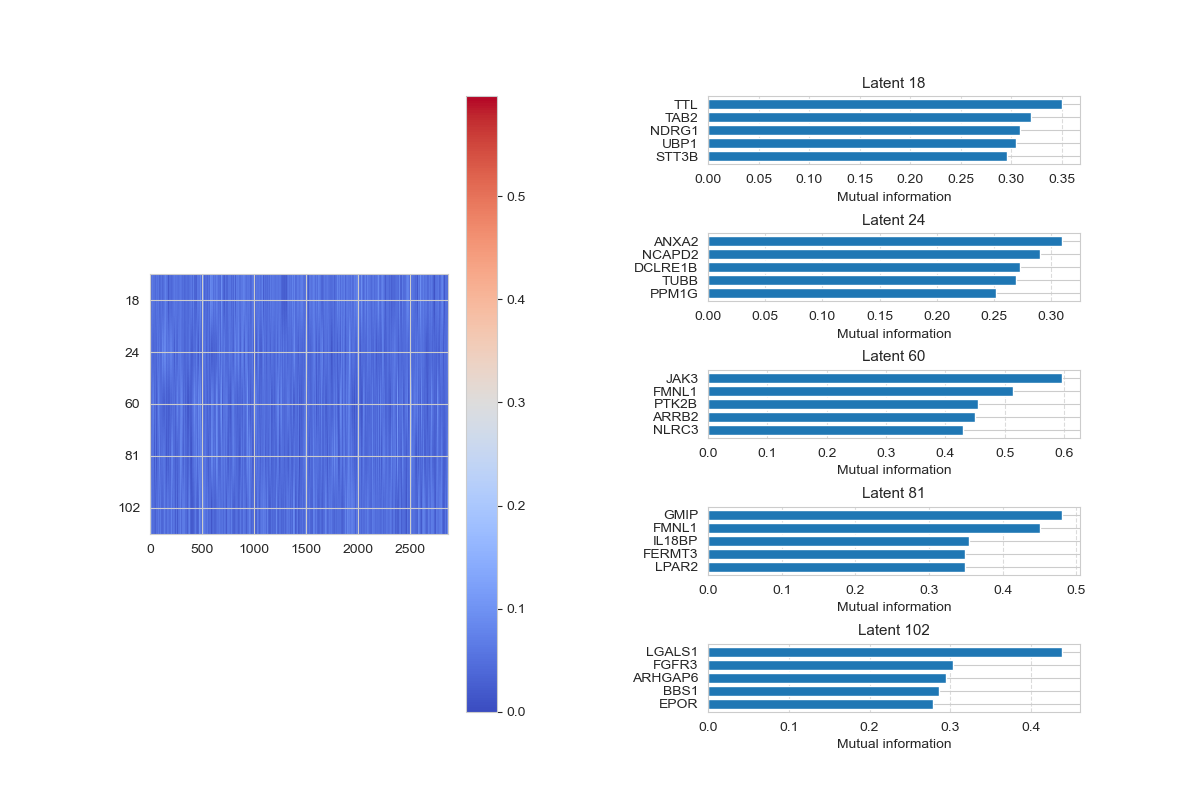 18
24
60
81
102
0 500 1000 1500 2000 2500
0.5
0.4
0.3
0.2
0.1
0.0
Latent 18
TTL
TAB2
NDRG1
UBP1
STT3B
0.00 0.05 0.10 0.15 0.20 0.25 0.30 0.35
Mutual information
Latent 24
ANXA2
NCAPD2
DCLRE1B
TUBB
PPM1G
0.00 0.05 0.10 0.15 0.20 0.25 0.30
Mutual information
Latent 60
JAK3
FMNL1
PTK2B
ARRB2
NLRC3
0.0 0.1 0.2 0.3 0.4 0.5 0.6
Mutual information
Latent 81
GMIP
FMNL1
IL18BP
FERMT3
LPAR2
0.0 0.1 0.2 0.3 0.4 0.5
Mutual information
Latent 102
LGALS1
FGFR3
ARHGAP6
BBS1
EPOR
0.0 0.1 0.2 0.3 0.4
Mutual information